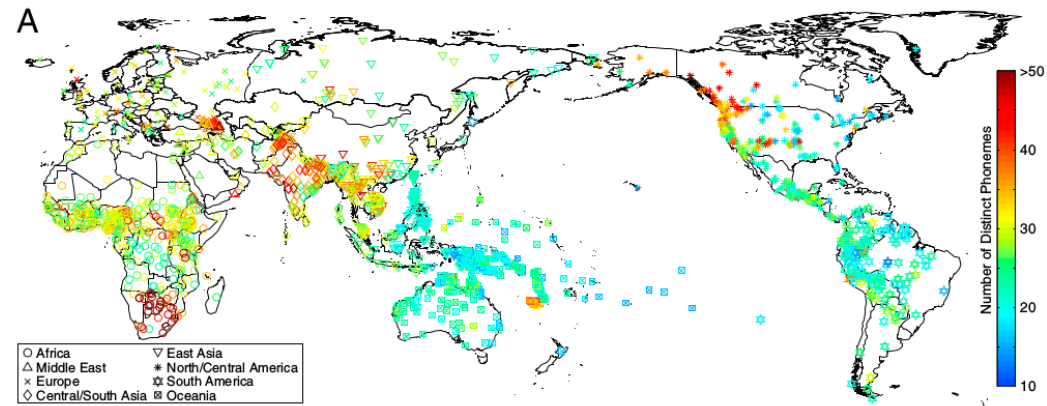 A
>50
40
30
20
10
Number of Distinct Phonemes
Africa
Middle East
Europe
Central/South Asia
East Asia
North/Central America
South America
Oceania